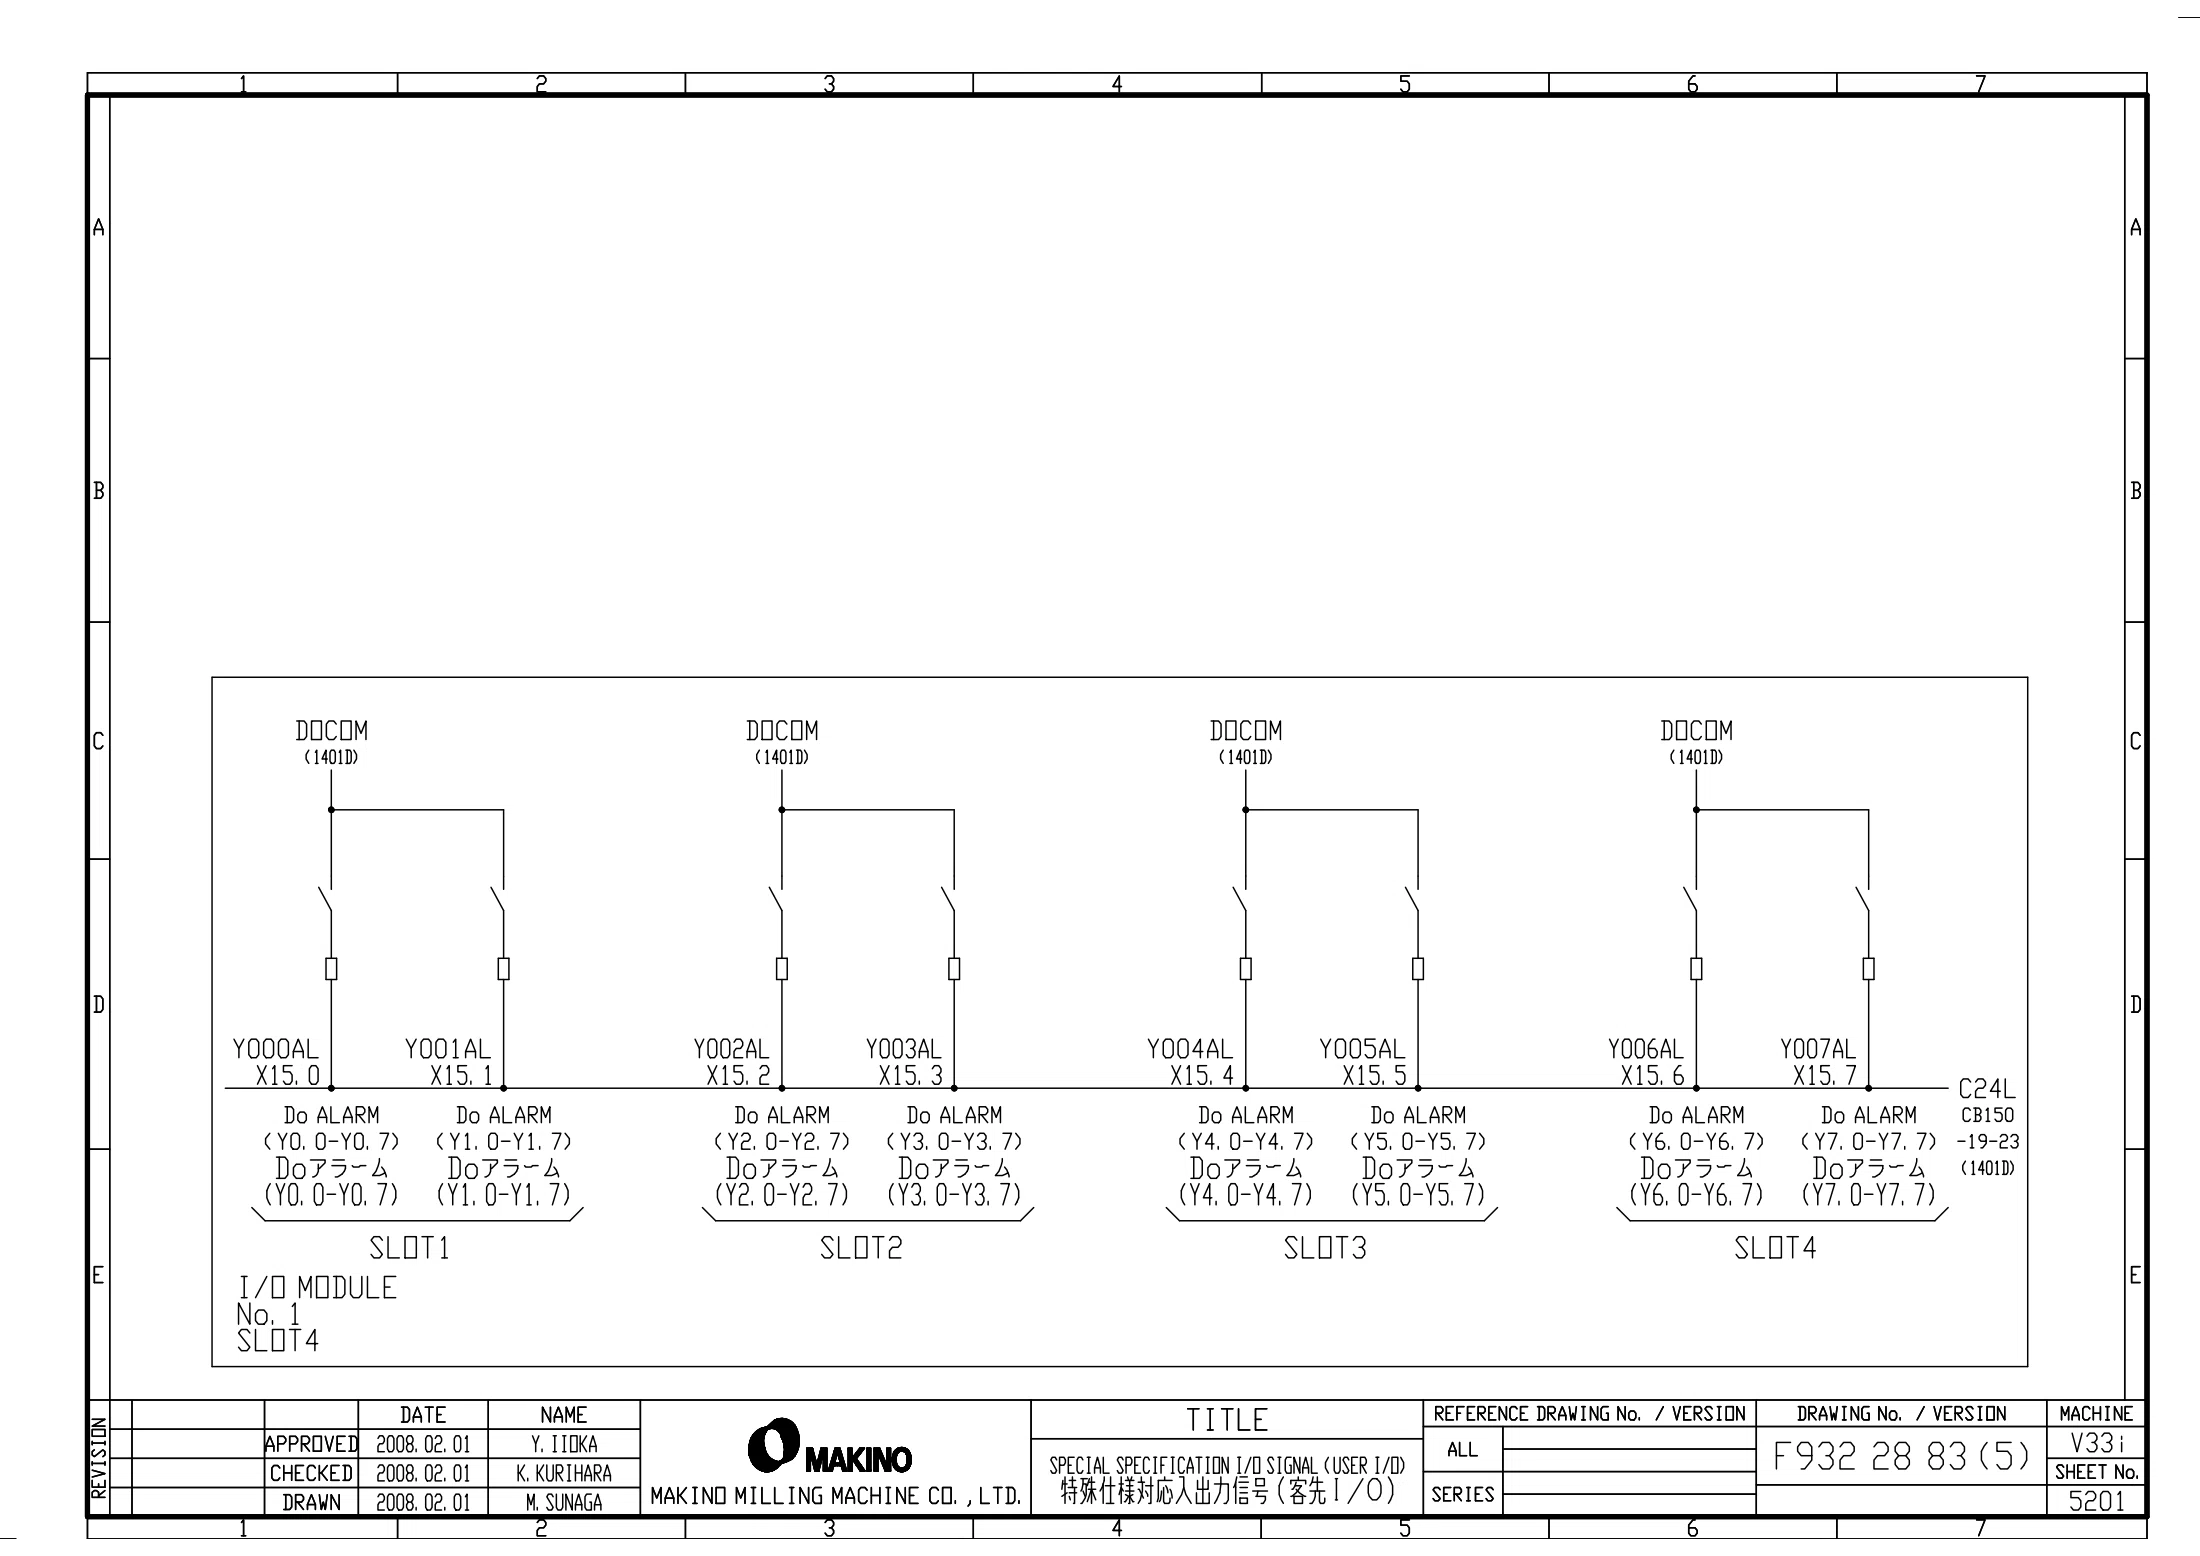 1 2 3 4 5 6 7
A A
B B
C C
D D
E E
DOCOM DOCOM DOCOM DOCOM
(1401D) (1401D) (1401D) (1401D)
Y000AL Y001AL Y002AL Y003AL Y004AL Y005AL Y006AL Y007AL
X15.0 X15.1 X15.2 X15.3 X15.4 X15.5 X15.6 X15.7
C24L
CB150
-19-23
(1401D)
Do ALARM Do ALARM Do ALARM Do ALARM Do ALARM Do ALARM Do ALARM Do ALARM
(Y0.0-Y0.7) (Y1.0-Y1.7) (Y2.0-Y2.7) (Y3.0-Y3.7) (Y4.0-Y4.7) (Y5.0-Y5.7) (Y6.0-Y6.7) (Y7.0-Y7.7)
Doアラーム Doアラーム Doアラーム Doアラーム Doアラーム Doアラーム Doアラーム Doアラーム
(Y0.0-Y0.7) (Y1.0-Y1.7) (Y2.0-Y2.7) (Y3.0-Y3.7) (Y4.0-Y4.7) (Y5.0-Y5.7) (Y6.0-Y6.7) (Y7.0-Y7.7)
SLOT1 SLOT2 SLOT3 SLOT4
I/O MODULE
No.1
SLOT4
REVISION
DATE NAME
APPROVED 2008.02.01 Y.IIOKA
CHECKED 2008.02.01 K.KURIHARA
DRAWN 2008.02.01 M.SUNAGA
MAKINO
MAKINO MILLING MACHINE CO.,LTD.
TITLE
SPECIAL SPECIFICATION I/O SIGNAL(USER I/O)
特殊仕様対応入出力信号(客先I/O)
REFERENCE DRAWING No. / VERSION
ALL
SERIES
DRAWING No. / VERSION
F932 28 83(5)
MACHINE
V33i
SHEET No.
5201
1 2 3 4 5 6 7